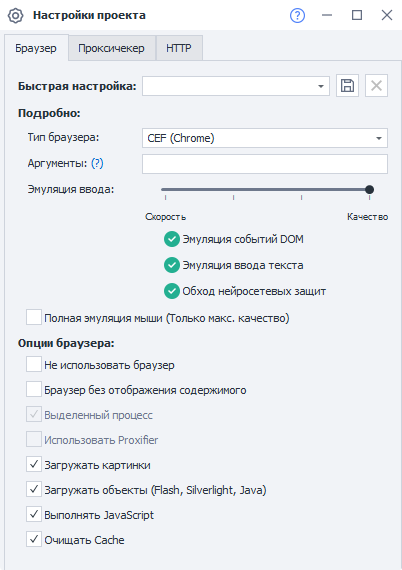 Настройки проекта
Браузер Проксичекер HTTP
Быстрая настройка:
Подробно:
Тип браузера: CEF (Chrome)
Аргументы: (?)
Эмуляция ввода:
Скорость Качество
Эмуляция событий DOM
Эмуляция ввода текста
Обход нейросетевых защит
Полная эмуляция мыши (Только макс. качество)
Опции браузера:
Не использовать браузер
Браузер без отображения содержимого
Выделенный процесс
Использовать Proxifier
Загружать картинки
Загружать объекты (Flash, Silverlight, Java)
Выполнять JavaScript
Очищать Cache